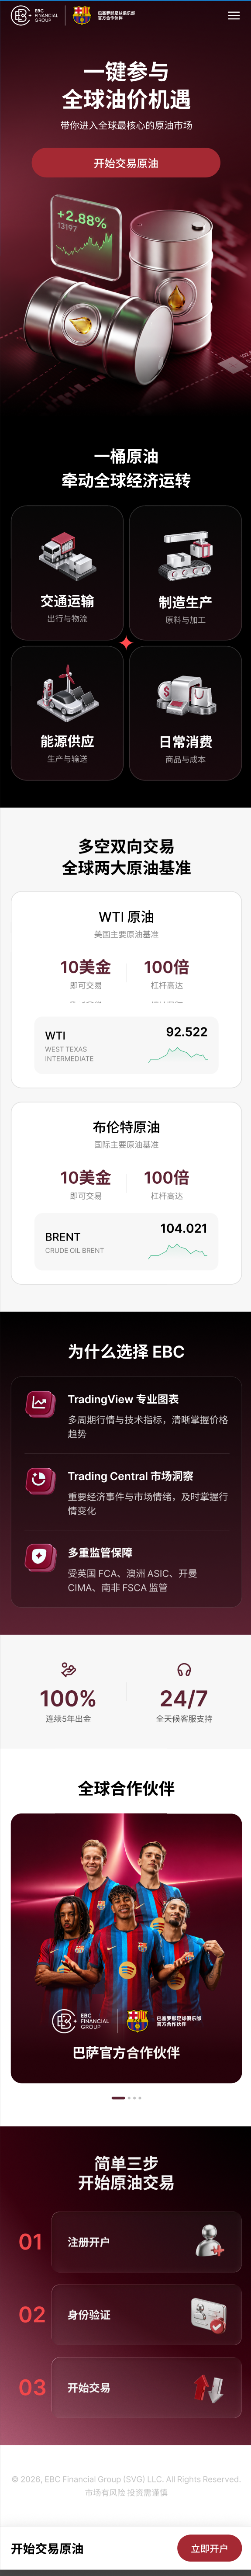 EBC
FINANCIAL
GROUP
巴塞罗那足球俱乐部
官方合作伙伴
一键参与
全球油价机遇
带你进入全球最核心的原油市场
开始交易原油
+2.88%
13197
一桶原油
牵动全球经济运转
交通运输
出行与物流
制造生产
原料与加工
能源供应
生产与输送
日常消费
商品与成本
多空双向交易
全球两大原油基准
WTI 原油
美国主要原油基准
10美金
即可交易
100倍
杠杆高达
WTI
WEST TEXAS
INTERMEDIATE
92.522
布伦特原油
国际主要原油基准
10美金
即可交易
100倍
杠杆高达
BRENT
CRUDE OIL BRENT
104.021
为什么选择 EBC
TradingView 专业图表
多周期行情与技术指标，清晰掌握价格
趋势
Trading Central 市场洞察
重要经济事件与市场情绪，及时掌握行
情变化
多重监管保障
受英国 FCA、澳洲 ASIC、开曼
CIMA、南非 FSCA 监管
100%
连续5年出金
24/7
全天候客服支持
全球合作伙伴
EBC
FINANCIAL
GROUP
巴塞罗那足球俱乐部
官方合作伙伴
巴萨官方合作伙伴
简单三步
开始原油交易
01
注册开户
02
身份验证
03
开始交易
© 2026, EBC Financial Group (SVG) LLC. All Rights Reserved.
市场有风险 投资需谨慎
开始交易原油
立即开户